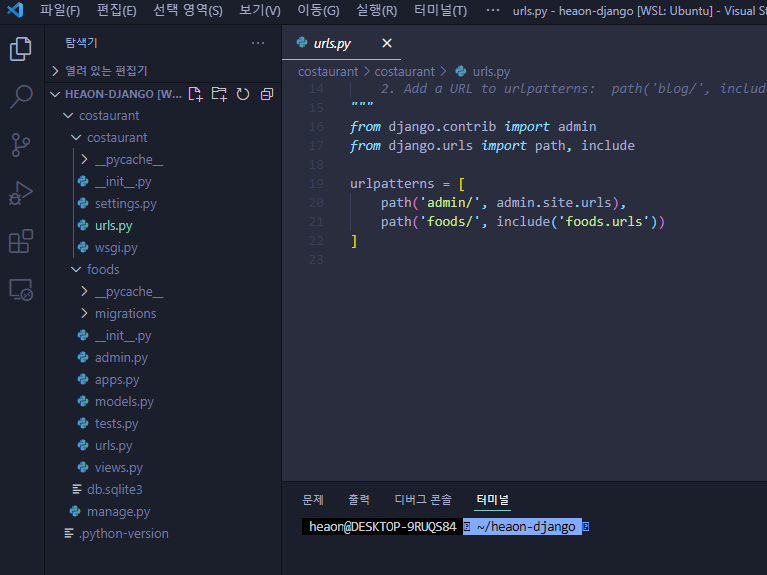 파일(F) 편집(E) 선택 영역(S) 보기(V) 이동(G) 실행(R) 터미널(T) ··· urls.py - heaon-django [WSL: Ubuntu] - Visual St
탐색기 ···
열려 있는 편집기
HEAON-DJANGO [W...
costaurant
costaurant
__pycache__
__init__.py
settings.py
urls.py
wsgi.py
foods
__pycache__
migrations
__init__.py
admin.py
apps.py
models.py
tests.py
urls.py
views.py
db.sqlite3
manage.py
.python-version
urls.py
costaurant > costaurant > urls.py
14 2. Add a URL to urlpatterns:  path('blog/', include
15 """
16 from django.contrib import admin
17 from django.urls import path, include
18
19 urlpatterns = [
20 path('admin/', admin.site.urls),
21 path('foods/', include('foods.urls'))
22 ]
23
문제 출력 디버그 콘솔 터미널
heaon@DESKTOP-9RUQS84 ~/heaon-django